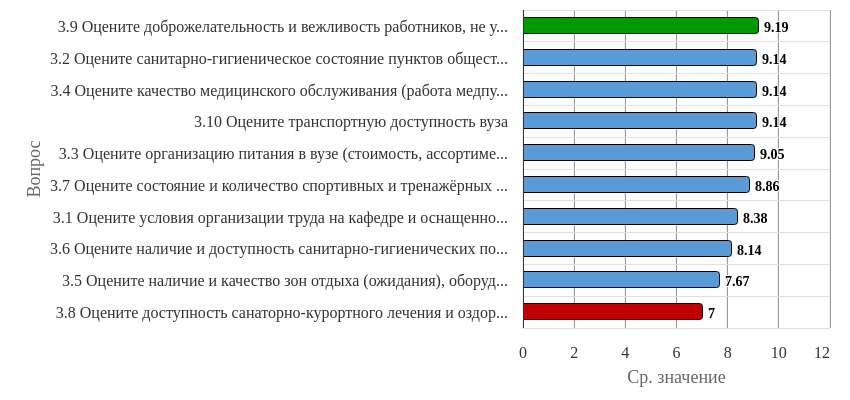 3.9 Оцените доброжелательность и вежливость работников, не у...
9.19
3.2 Оцените санитарно-гигиеническое состояние пунктов общест...
9.14
3.4 Оцените качество медицинского обслуживания (работа медпу...
9.14
3.10 Оцените транспортную доступность вуза
9.14
3.3 Оцените организацию питания в вузе (стоимость, ассортиме...
9.05
3.7 Оцените состояние и количество спортивных и тренажёрных ...
8.86
3.1 Оцените условия организации труда на кафедре и оснащенно...
8.38
3.6 Оцените наличие и доступность санитарно-гигиенических по...
8.14
3.5 Оцените наличие и качество зон отдыха (ожидания), оборуд...
7.67
3.8 Оцените доступность санаторно-курортного лечения и оздор...
7
Вопрос
0 2 4 6 8 10 12
Ср. значение